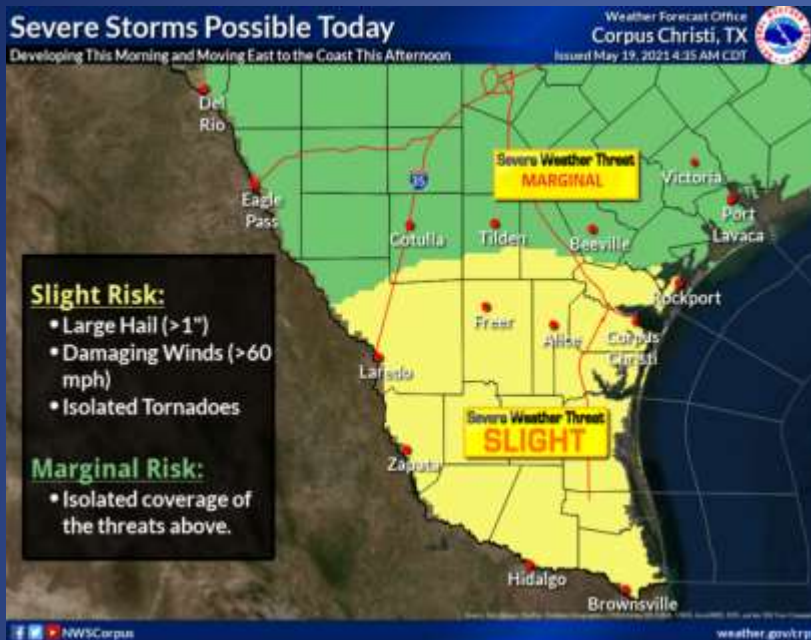 Severe Storms Possible Today
Developing This Morning and Moving East to the Coast This Afternoon
Weather Forecast Office
Corpus Christi, TX
Issued May 19, 2021 4:35 AM CDT
Del
Rio
Eagle
Pass
35
Cotulla
Tilden
Beeville
Victoria
Port
Lavaca
Severe Weather Threat
MARGINAL
Rockport
Freer
Alice
Corpus
Christi
Laredo
Severe Weather Threat
SLIGHT
Zapata
Hidalgo
Brownsville
Slight Risk:
• Large Hail (>1")
• Damaging Winds (>60
mph)
• Isolated Tornadoes
Marginal Risk:
• Isolated coverage of
the threats above.
NWSCorpus
weather.gov/crp